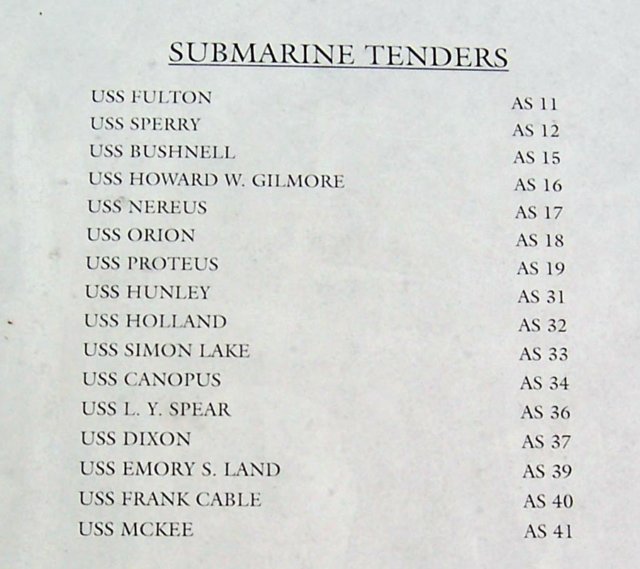 SUBMARINE TENDERS
USS FULTON AS 11
USS SPERRY AS 12
USS BUSHNELL AS 15
USS HOWARD W. GILMORE AS 16
USS NEREUS AS 17
USS ORION AS 18
USS PROTEUS AS 19
USS HUNLEY AS 31
USS HOLLAND AS 32
USS SIMON LAKE AS 33
USS CANOPUS AS 34
USS L. Y. SPEAR AS 36
USS DIXON AS 37
USS EMORY S. LAND AS 39
USS FRANK CABLE AS 40
USS MCKEE AS 41